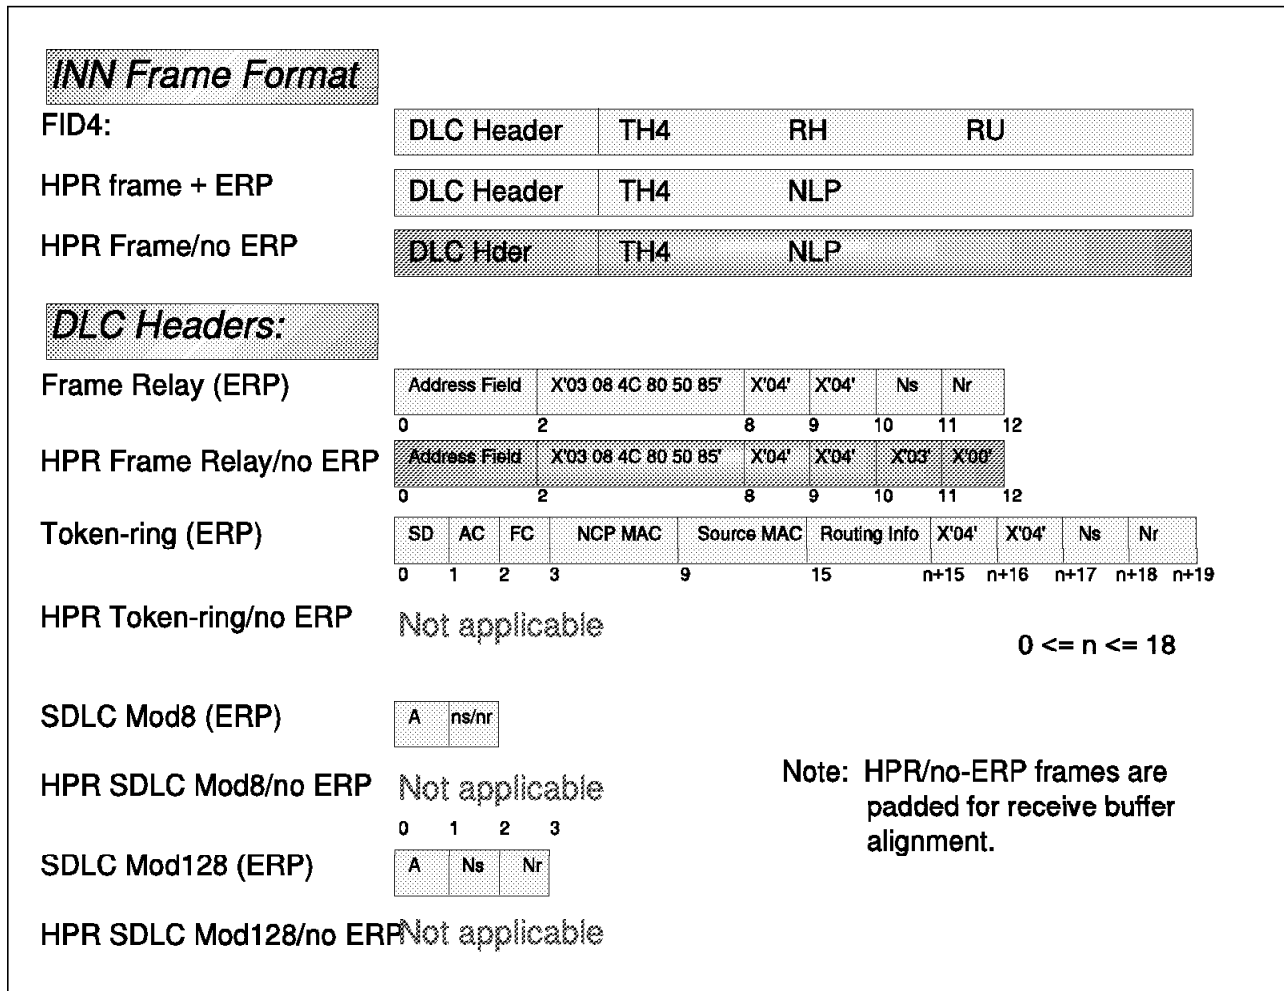 INN Frame Format
FID4:
DLC Header TH4 RH RU
HPR frame + ERP
DLC Header TH4 NLP
HPR Frame/no ERP
DLC Hder TH4 NLP
DLC Headers:
Frame Relay (ERP)
Address Field X'03 08 4C 80 50 85' X'04' X'04' Ns Nr
0 2 8 9 10 11 12
HPR Frame Relay/no ERP
Address Field X'03 08 4C 80 50 85' X'04' X'04' X'03' X'00'
0 2 8 9 10 11 12
Token-ring (ERP)
SD AC FC NCP MAC Source MAC Routing Info X'04' X'04' Ns Nr
0 1 2 3 9 15 n+15 n+16 n+17 n+18 n+19
HPR Token-ring/no ERP
Not applicable
0 <= n <= 18
SDLC Mod8 (ERP)
A ns/nr
HPR SDLC Mod8/no ERP
Not applicable
Note: HPR/no-ERP frames are
padded for receive buffer
alignment.
0 1 2 3
SDLC Mod128 (ERP)
A Ns Nr
HPR SDLC Mod128/no ERP
Not applicable